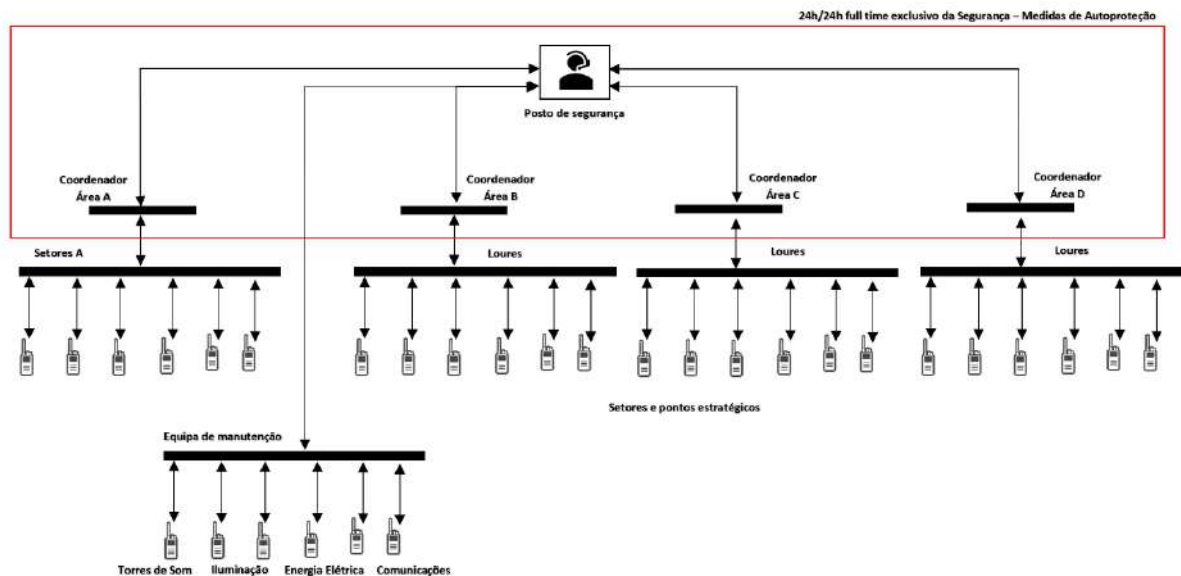 24h/24h full time exclusivo da Segurança – Medidas de Autoproteção
Posto de segurança
Coordenador
Área A
Coordenador
Área B
Coordenador
Área C
Coordenador
Área D
Setores A
Loures
Loures
Loures
Setores e pontos estratégicos
Equipa de manutenção
Torres de Som
Iluminação
Energia Elétrica
Comunicações